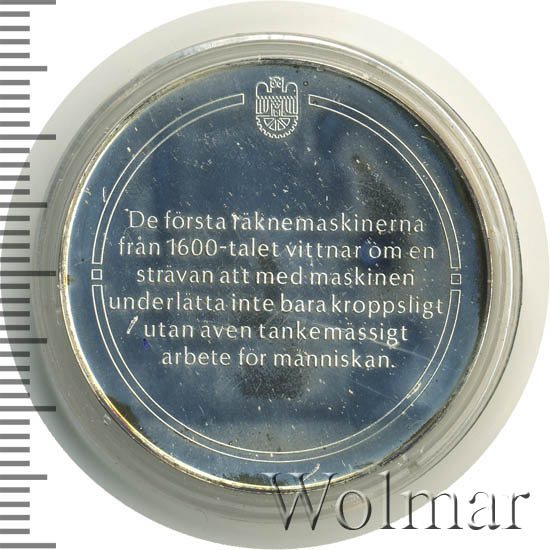 De första räknemaskinerna
från 1600-talet vittnar om en
strävan att med maskinen
underlätta inte bara kroppsligt
utan även tankemässigt
arbete för människan.
Wolmar